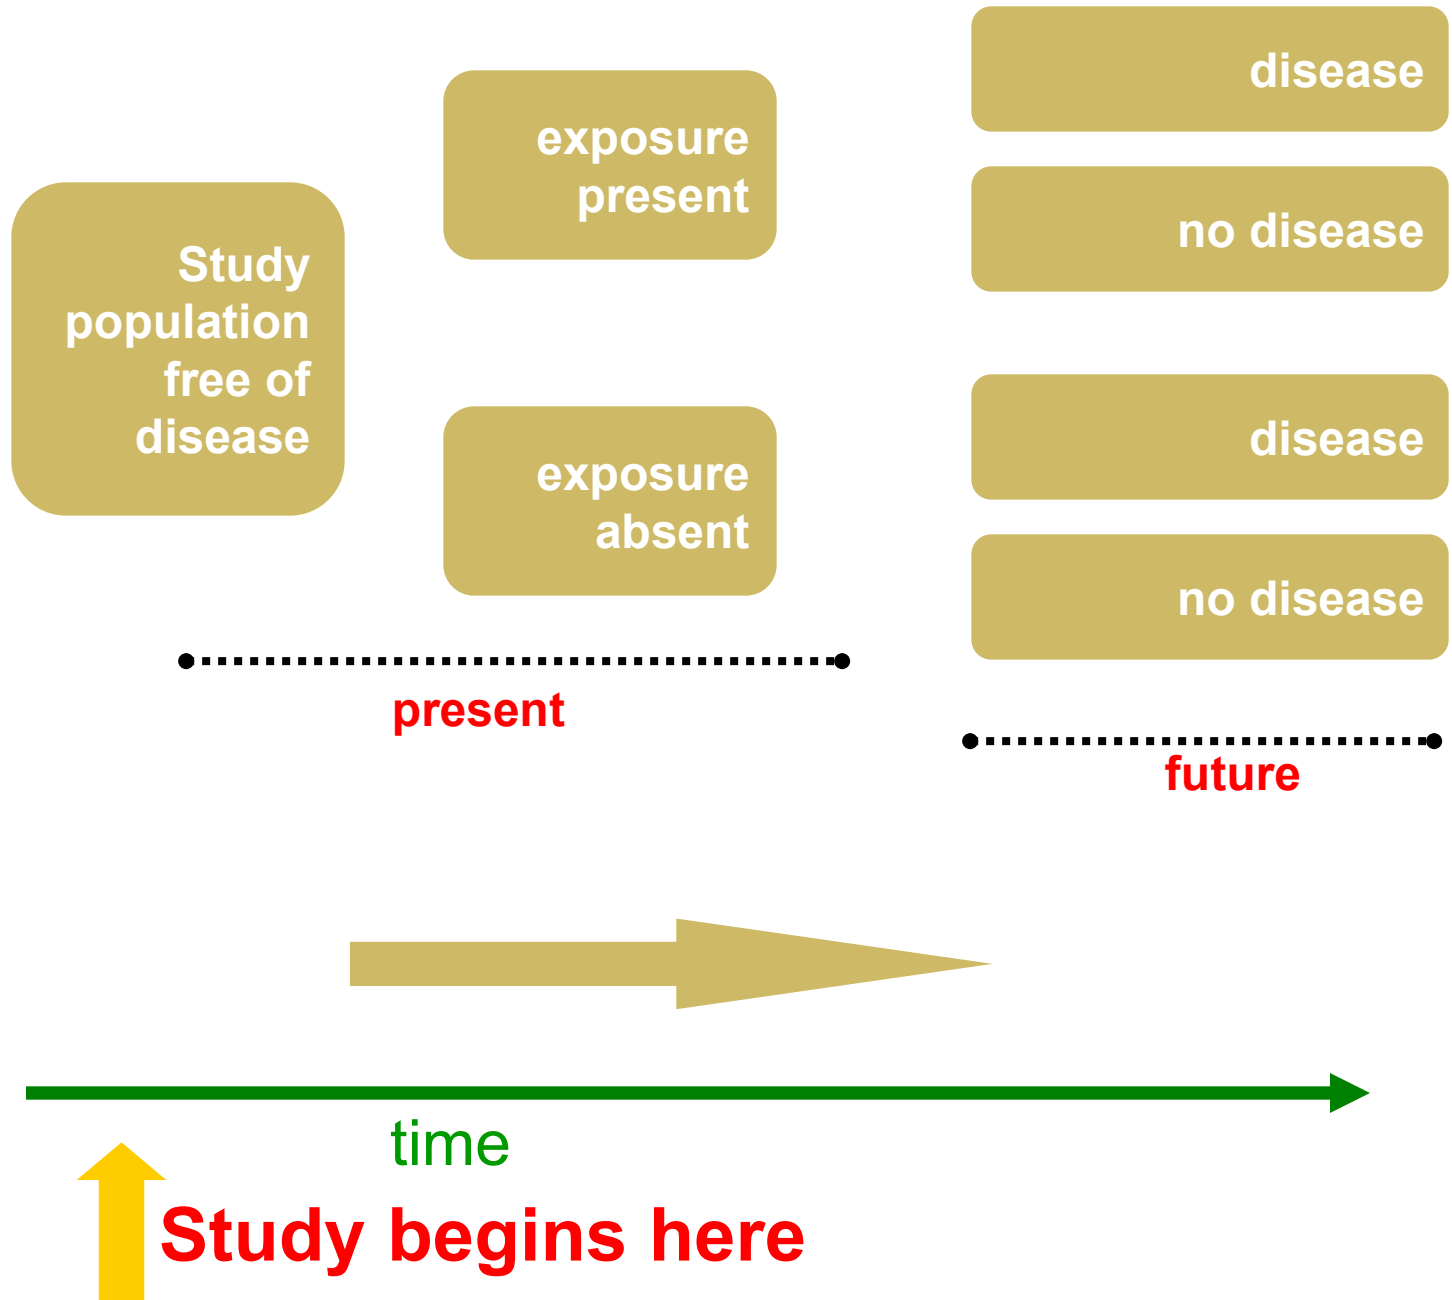 Study
population
free of
disease
exposure
present
exposure
absent
disease
no disease
disease
no disease
present
future
time
Study begins here